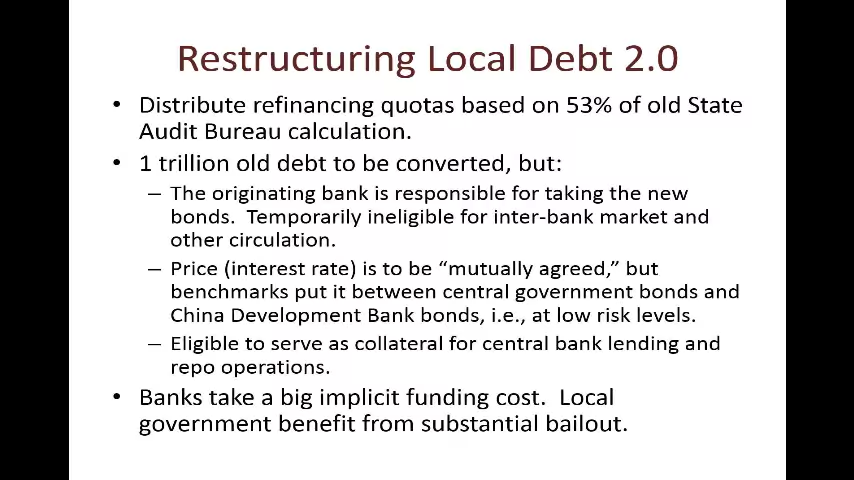 Restructuring Local Debt 2.0
• Distribute refinancing quotas based on 53% of old State
Audit Bureau calculation.
• 1 trillion old debt to be converted, but:
– The originating bank is responsible for taking the new
bonds.  Temporarily ineligible for inter-bank market and
other circulation.
– Price (interest rate) is to be “mutually agreed,” but
benchmarks put it between central government bonds and
China Development Bank bonds, i.e., at low risk levels.
– Eligible to serve as collateral for central bank lending and
repo operations.
• Banks take a big implicit funding cost.  Local
government benefit from substantial bailout.